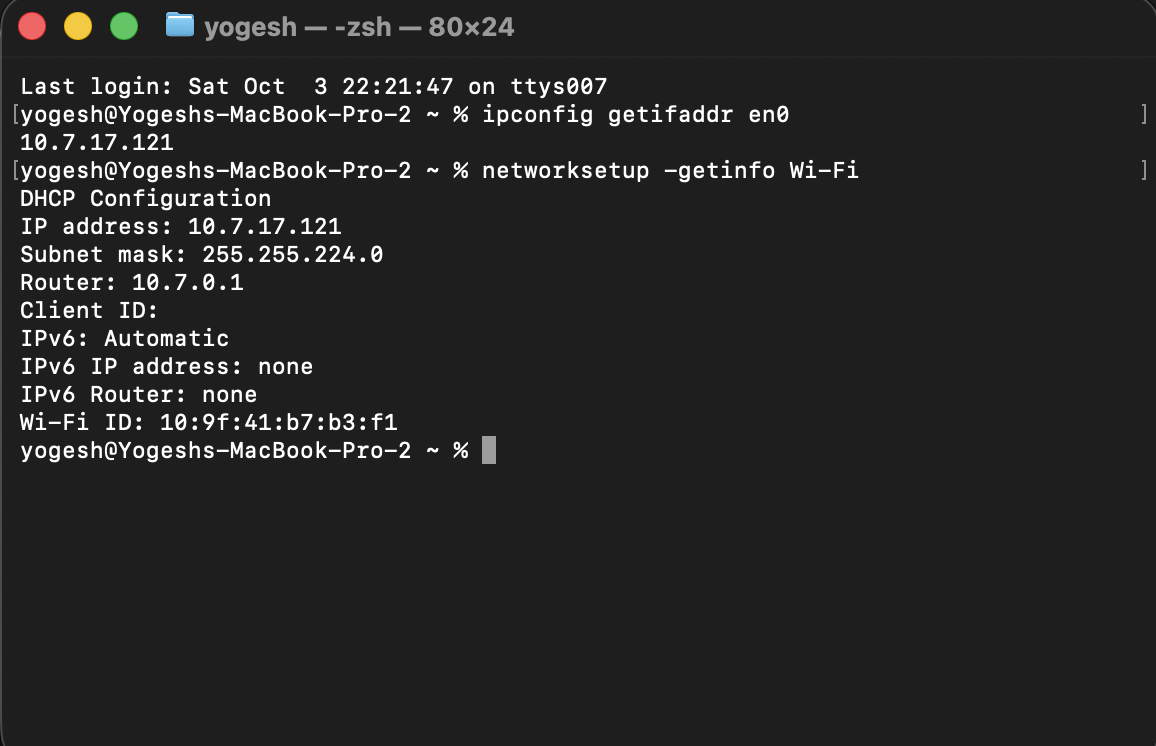 yogesh — -zsh — 80×24
Last login: Sat Oct  3 22:21:47 on ttys007
[yogesh@Yogeshs-MacBook-Pro-2 ~ % ipconfig getifaddr en0 ]
10.7.17.121
[yogesh@Yogeshs-MacBook-Pro-2 ~ % networksetup -getinfo Wi-Fi ]
DHCP Configuration
IP address: 10.7.17.121
Subnet mask: 255.255.224.0
Router: 10.7.0.1
Client ID:
IPv6: Automatic
IPv6 IP address: none
IPv6 Router: none
Wi-Fi ID: 10:9f:41:b7:b3:f1
yogesh@Yogeshs-MacBook-Pro-2 ~ %